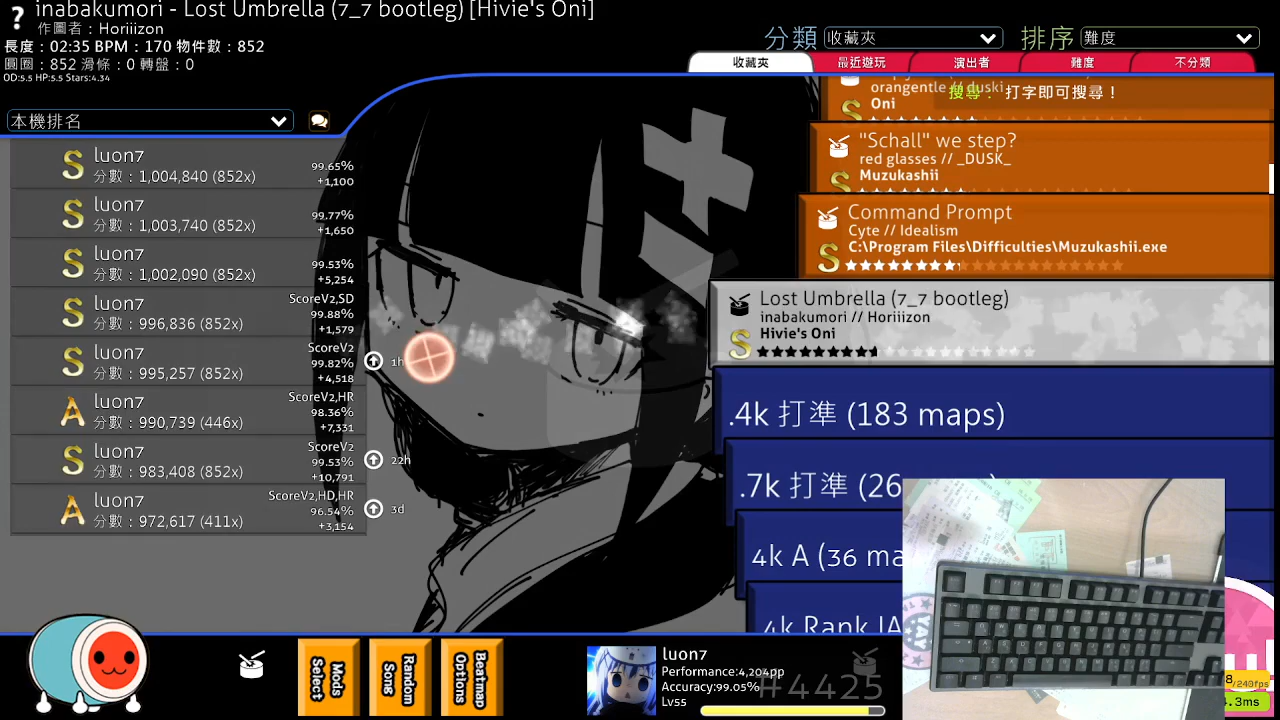 inabakumori - Lost Umbrella (7_7 bootleg) [Hivie's Oni]
作圖者：Horiiizon
長度：02:35 BPM：170 物件數：852
圓圈：852 滑條：0 轉盤：0
OD:5.5 HP:5.5 Stars:4.34
分類 收藏夾 排序 難度
收藏夾 最近遊玩 演出者 難度 不分類
搜尋： 打字即可搜尋！
本機排名
luon7
分數：1,004,840 (852x)
99.65%
+1,100
luon7
分數：1,003,740 (852x)
99.77%
+1,650
luon7
分數：1,002,090 (852x)
99.53%
+5,254
luon7
分數：996,836 (852x)
ScoreV2,SD
99.88%
+1,579
luon7
分數：995,257 (852x)
ScoreV2
99.82%
+4,518
1h
luon7
分數：990,739 (446x)
ScoreV2,HR
98.36%
+7,331
luon7
分數：983,408 (852x)
ScoreV2
99.53%
+10,791
22h
luon7
分數：972,617 (411x)
ScoreV2,HD,HR
96.54%
+3,154
3d
orangentle // duski
Oni
"Schall" we step?
red glasses // _DUSK_
Muzukashii
Command Prompt
Cyte // Idealism
C:\Program Files\Difficulties\Muzukashii.exe
Lost Umbrella (7_7 bootleg)
inabakumori // Horiiizon
Hivie's Oni
.4k 打準 (183 maps)
.7k 打準 (26
4k A (36 ma
4k Rank
Mods Select
Random Song
Beatmap Options
luon7
Performance:4,204pp
Accuracy:99.05%
Lv55
#4425
/240fps
.3ms